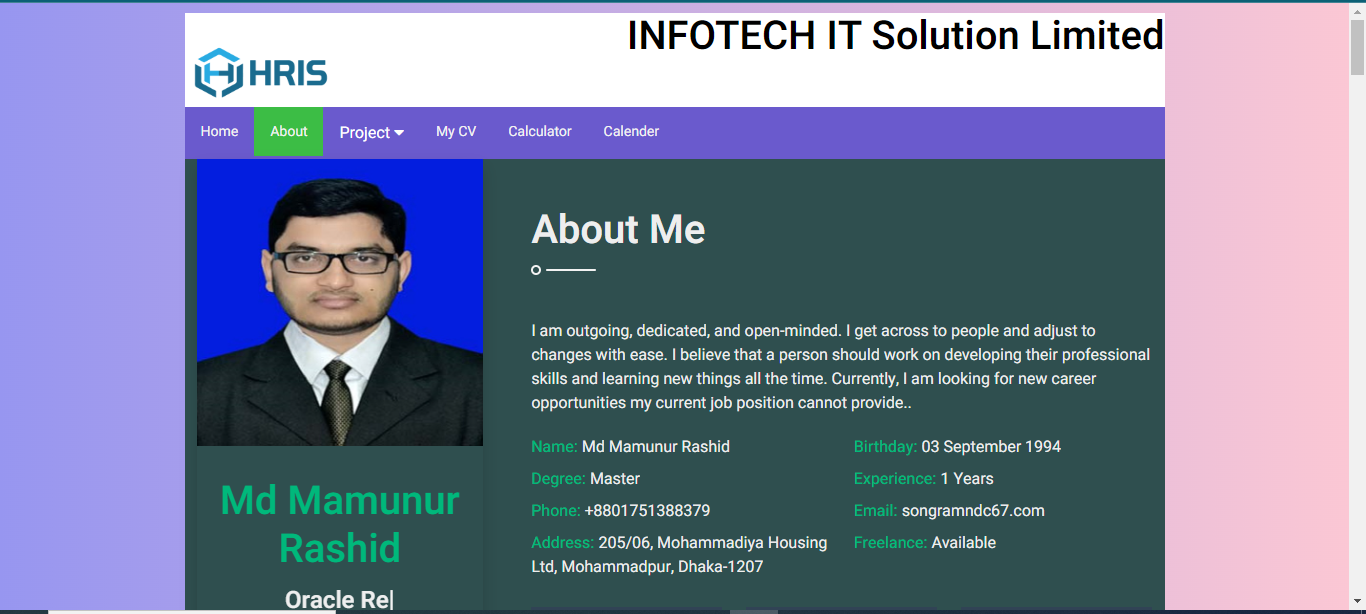 INFOTECH IT Solution Limited
HRIS
Home About Project My CV Calculator Calender
About Me
I am outgoing, dedicated, and open-minded. I get across to people and adjust to
changes with ease. I believe that a person should work on developing their professional
skills and learning new things all the time. Currently, I am looking for new career
opportunities my current job position cannot provide..
Name: Md Mamunur Rashid
Birthday: 03 September 1994
Degree: Master
Experience: 1 Years
Phone: +8801751388379
Email: songramndc67.com
Address: 205/06, Mohammadiya Housing
Ltd, Mohammadpur, Dhaka-1207
Freelance: Available
Md Mamunur
Rashid
Oracle Re|